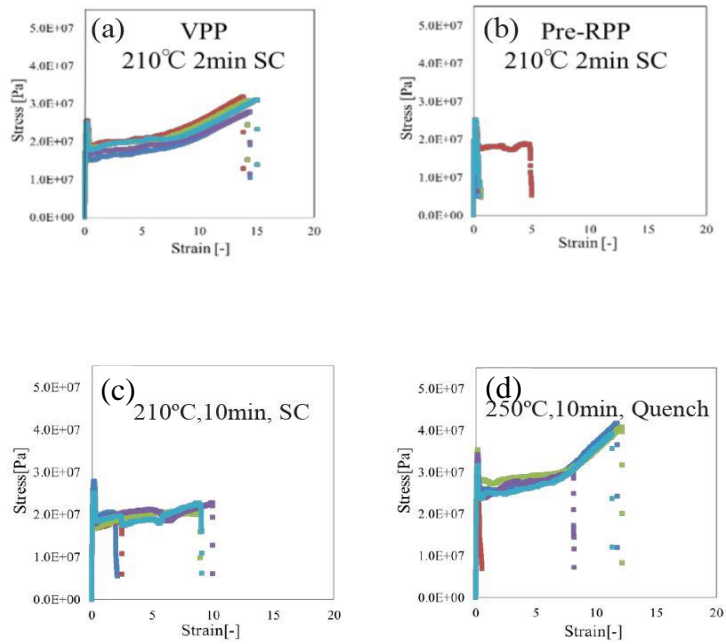 (a) VPP
210℃ 2min SC
Stress [Pa]
5.0E+07
4.0E+07
3.0E+07
2.0E+07
1.0E+07
0.0E+00
0 5 10 15 20
Strain [-]
(b) Pre-RPP
210℃ 2min SC
Stress [Pa]
5.0E+07
4.0E+07
3.0E+07
2.0E+07
1.0E+07
0.0E+00
0 5 10 15 20
Strain [-]
(c)
210ºC,10min, SC
Stress[Pa]
5.0E+07
4.0E+07
3.0E+07
2.0E+07
1.0E+07
0.0E+00
0 5 10 15 20
Strain[-]
(d)
250ºC,10min, Quench
Stress[Pa]
5.0E+07
4.0E+07
3.0E+07
2.0E+07
1.0E+07
0.0E+00
0 5 10 15 20
Strain[-]